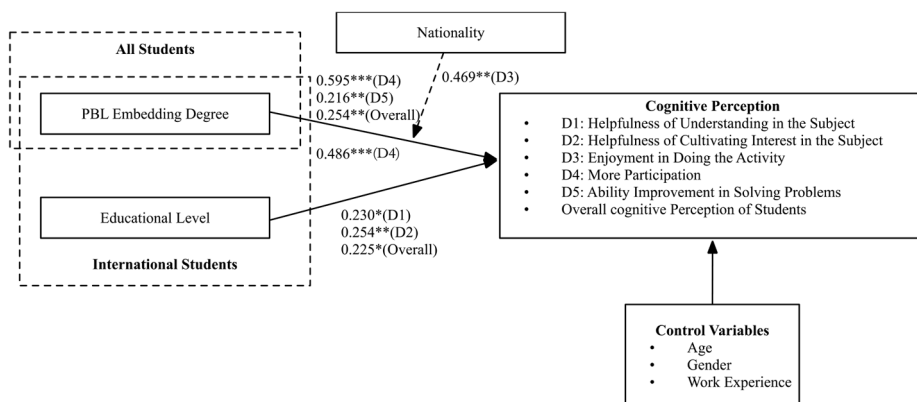 Nationality
All Students
0.595***(D4)
0.216**(D5)
0.254**(Overall)
0.469**(D3)
PBL Embedding Degree
0.486***(D4)
Cognitive Perception
• D1: Helpfulness of Understanding in the Subject
• D2: Helpfulness of Cultivating Interest in the Subject
• D3: Enjoyment in Doing the Activity
• D4: More Participation
• D5: Ability Improvement in Solving Problems
• Overall cognitive Perception of Students
Educational Level
0.230*(D1)
0.254**(D2)
0.225*(Overall)
International Students
Control Variables
• Age
• Gender
• Work Experience